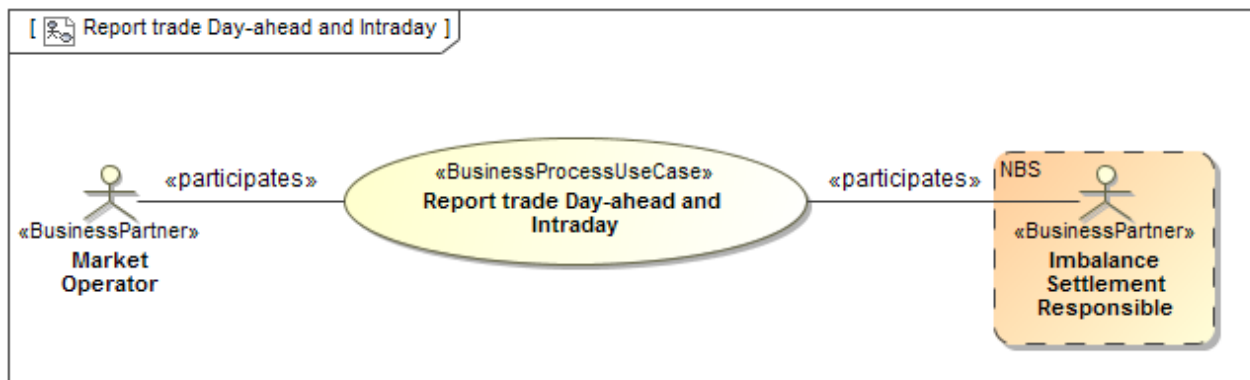 [ Report trade Day-ahead and Intraday ]
«participates»
«BusinessPartner»
Market
Operator
«BusinessProcessUseCase»
Report trade Day-ahead and
Intraday
«participates»
NBS
«BusinessPartner»
Imbalance
Settlement
Responsible